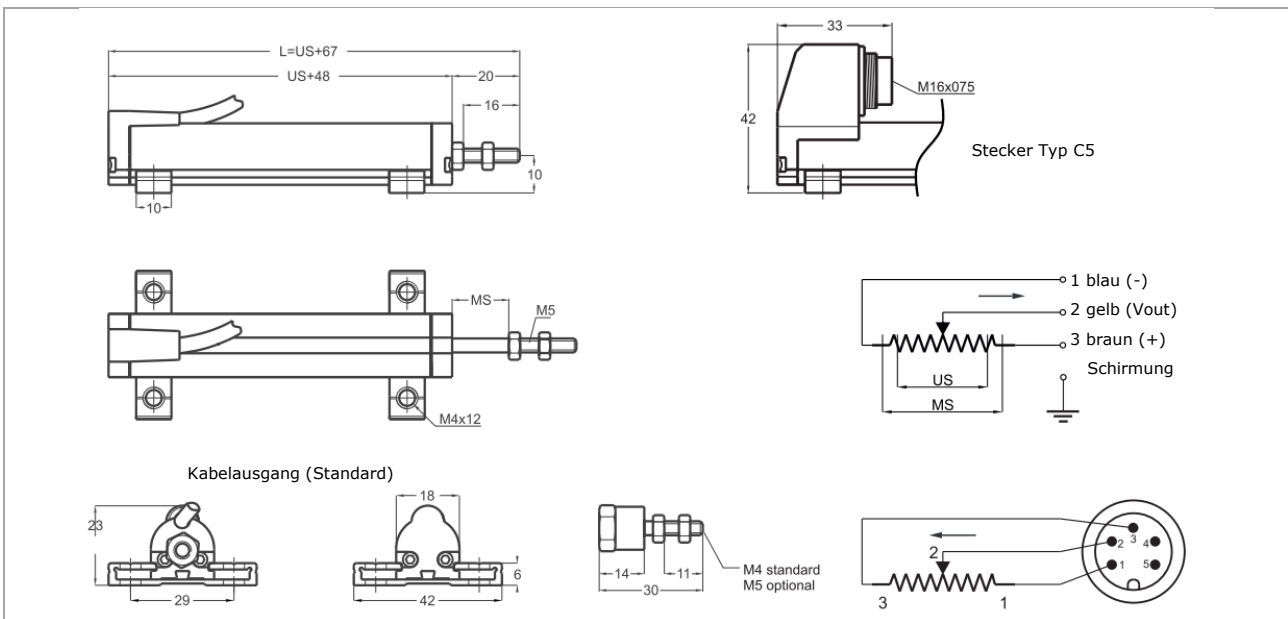 L=US+67
US+48
20
16
10
10
33
42
M16x075
Stecker Typ C5
MS
M5
M4x12
1 blau (-)
2 gelb (Vout)
3 braun (+)
Schirmung
US
MS
Kabelausgang (Standard)
23
29
18
6
42
14
11
30
M4 standard
M5 optional
2
3
1
3
2
4
1
5